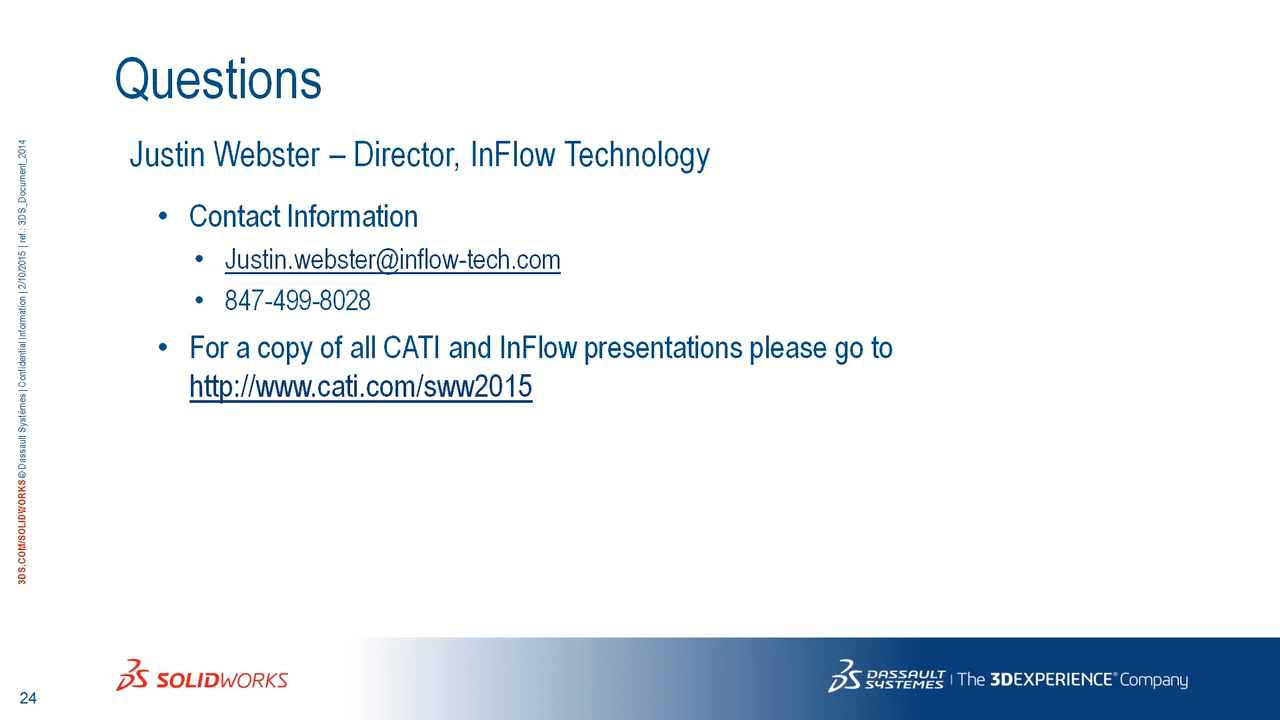 Questions
Justin Webster – Director, InFlow Technology
• Contact Information
• Justin.webster@inflow-tech.com
• 847-499-8028
• For a copy of all CATI and InFlow presentations please go to
http://www.cati.com/sww2015
3DS.COM/SOLIDWORKS © Dassault Systèmes | Confidential Information | 2/10/2015 | ref.: 3DS_Document_2014
24
SOLIDWORKS
DASSAULT SYSTEMES | The 3DEXPERIENCE® Company